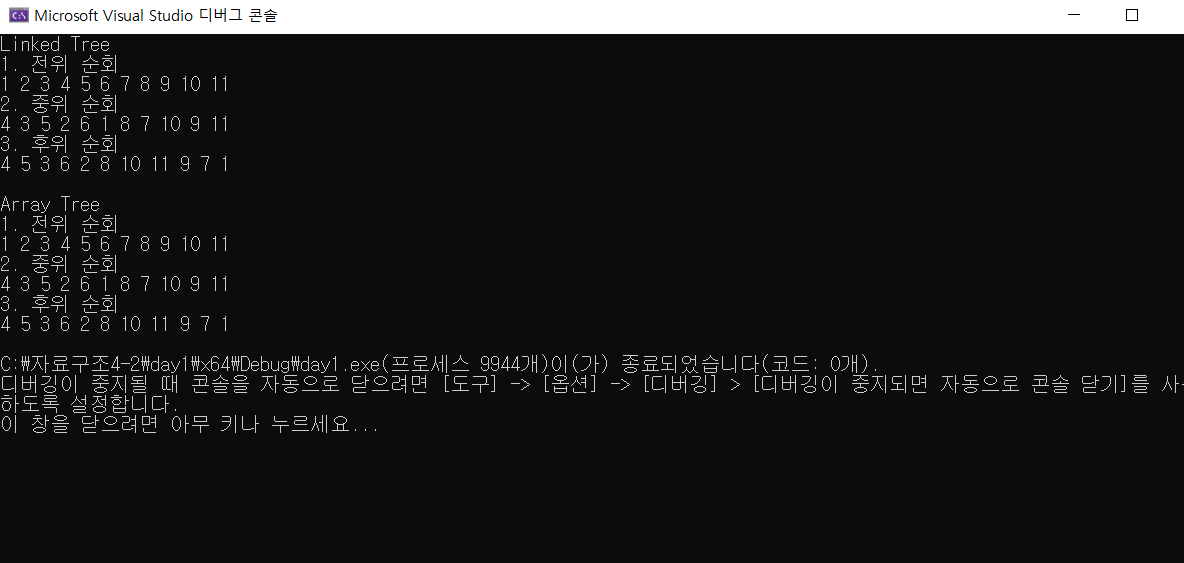 Microsoft Visual Studio 디버그 콘솔
Linked Tree
1. 전위 순회
1 2 3 4 5 6 7 8 9 10 11
2. 중위 순회
4 3 5 2 6 1 8 7 10 9 11
3. 후위 순회
4 5 3 6 2 8 10 11 9 7 1
Array Tree
1. 전위 순회
1 2 3 4 5 6 7 8 9 10 11
2. 중위 순회
4 3 5 2 6 1 8 7 10 9 11
3. 후위 순회
4 5 3 6 2 8 10 11 9 7 1
C:₩자료구조4-2₩day1₩x64₩Debug₩day1.exe(프로세스 9944개)이(가) 종료되었습니다(코드: 0개).
디버깅이 중지될 때 콘솔을 자동으로 닫으려면 [도구] -> [옵션] -> [디버깅] > [디버깅이 중지되면 자동으로 콘솔 닫기]를
하도록 설정합니다.
이 창을 닫으려면 아무 키나 누르세요...